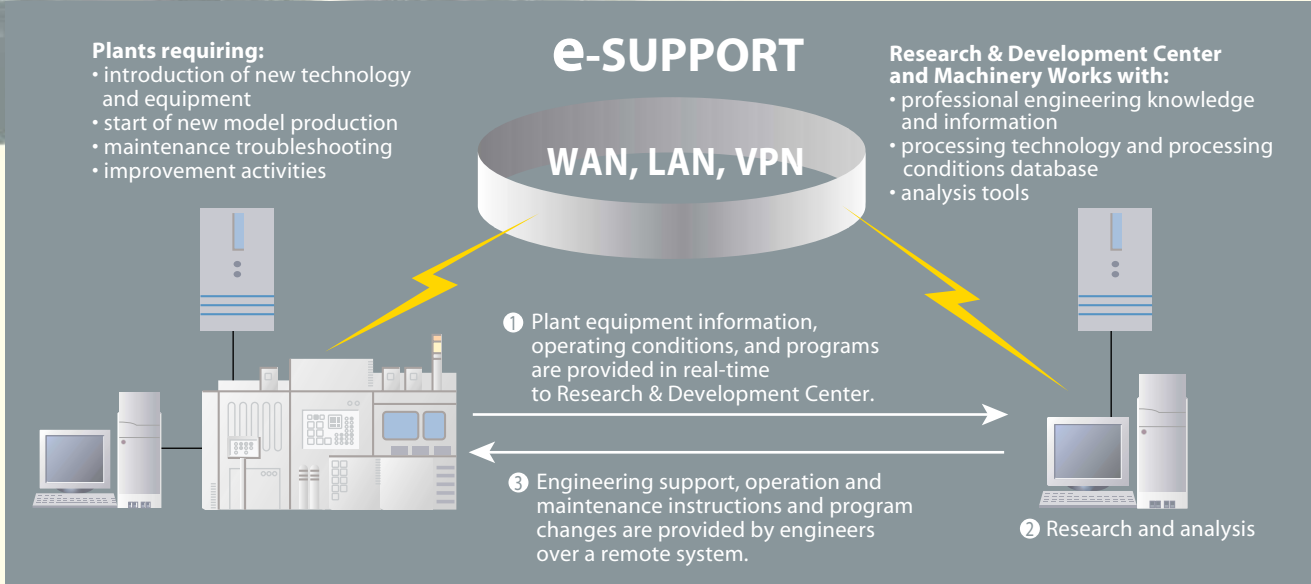 Plants requiring:
• introduction of new technology
and equipment
• start of new model production
• maintenance troubleshooting
• improvement activities
e-SUPPORT
WAN, LAN, VPN
Research & Development Center
and Machinery Works with:
• professional engineering knowledge
and information
• processing technology and processing
conditions database
• analysis tools
❶ Plant equipment information,
operating conditions, and programs
are provided in real-time
to Research & Development Center.
❸ Engineering support, operation and
maintenance instructions and program
changes are provided by engineers
over a remote system.
❷ Research and analysis